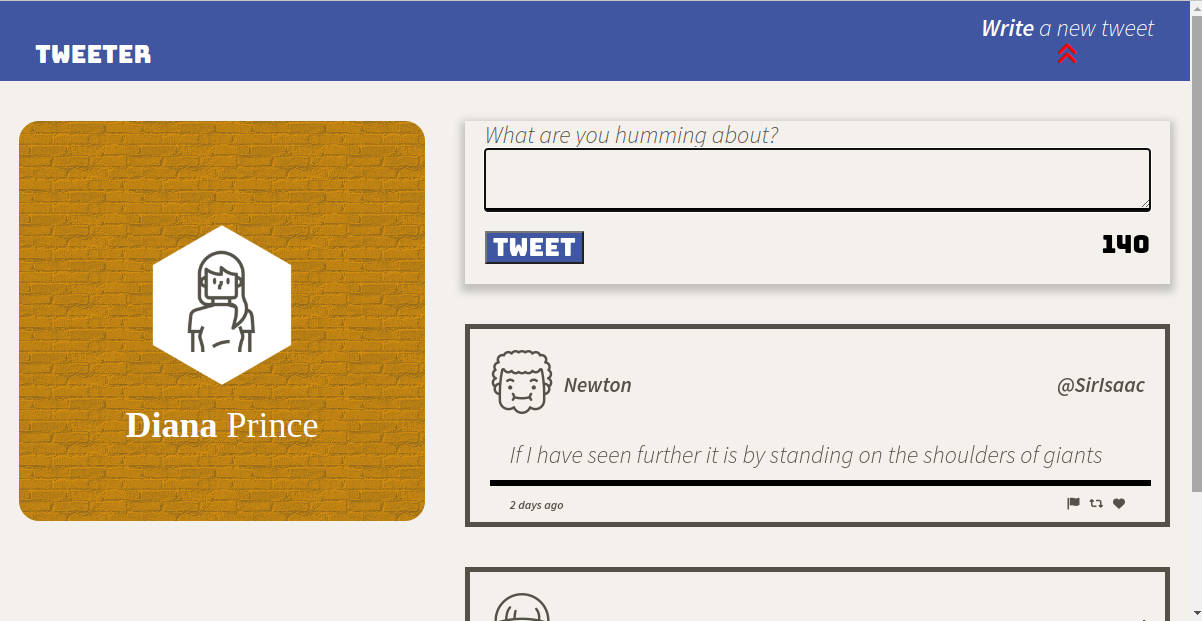 TWEETER
Write a new tweet
Diana Prince
What are you humming about?
TWEET
140
Newton
@SirIsaac
If I have seen further it is by standing on the shoulders of giants
2 days ago